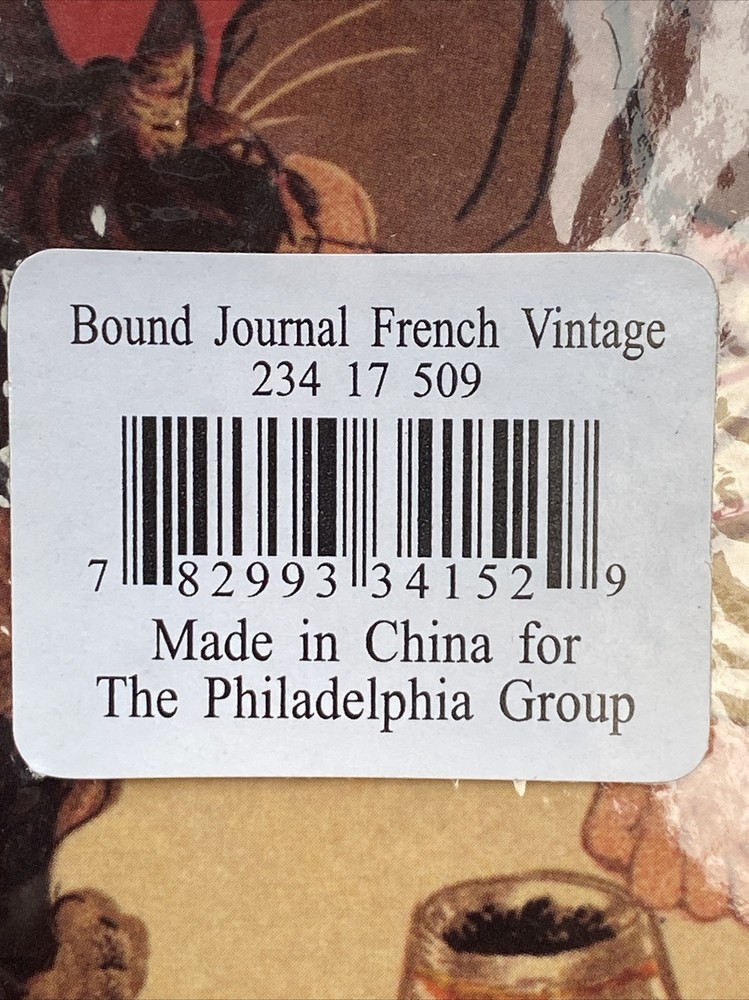 Bound Journal French Vintage
234 17 509
7 82993 34152 9
Made in China for
The Philadelphia Group